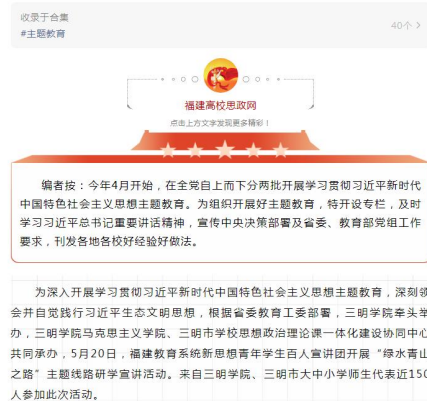 收录于合集
#主题教育
40个 >
福建高校思政网
点击上方文字发现更多精彩！
编者按：今年4月开始，在全党自上而下分两批开展学习贯彻习近平新时代
中国特色社会主义思想主题教育。为组织开展好主题教育，特开设专栏，及时
学习习近平总书记重要讲话精神，宣传中央决策部署及省委、教育部党组工作
要求，刊发各地各校好经验好做法。
为深入开展学习贯彻习近平新时代中国特色社会主义思想主题教育，深刻领
会并自觉践行习近平生态文明思想，根据省委教育工委部署，三明学院牵头举
办，三明学院马克思主义学院、三明市学校思想政治理论课一体化建设协同中心
共同承办，5月20日，福建教育系统新思想青年学生百人宣讲团开展“绿水青山
之路”主题线路研学宣讲活动。来自三明学院、三明市大中小学师生代表近150
人参加此次活动。